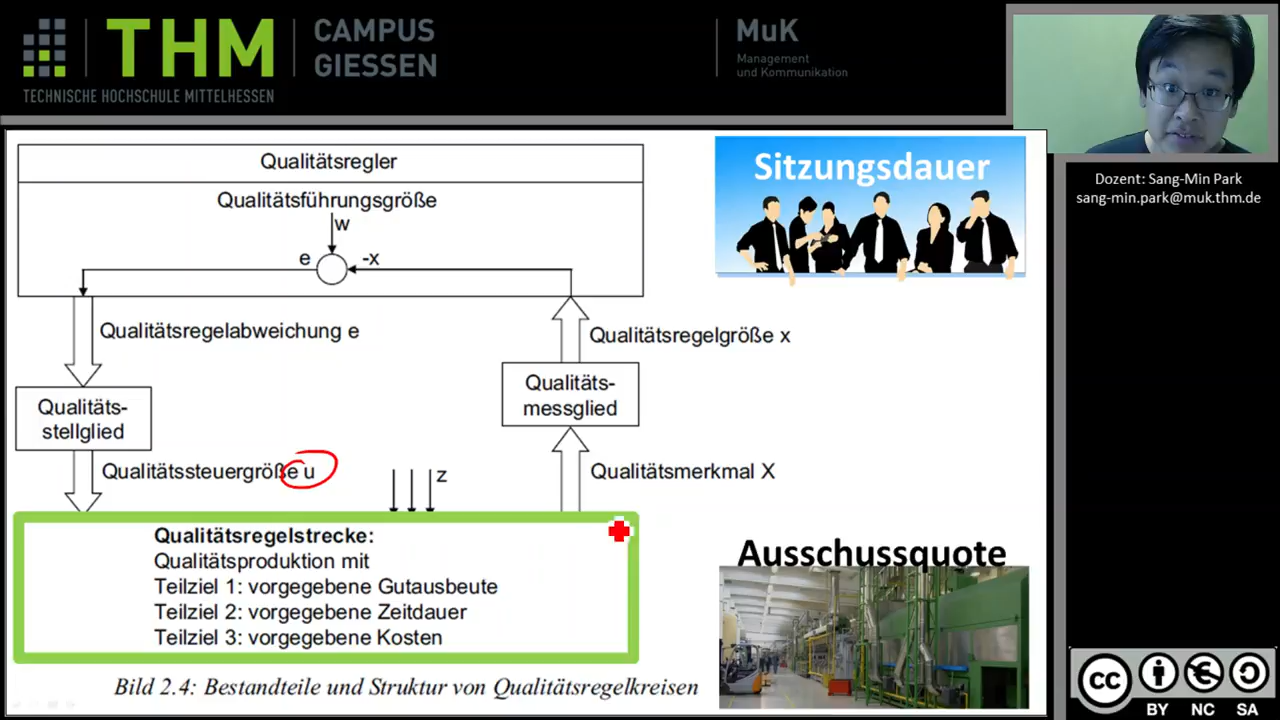 THM
TECHNISCHE HOCHSCHULE MITTELHESSEN
CAMPUS
GIESSEN
MuK
Management
und Kommunikation
Dozent: Sang-Min Park
sang-min.park@muk.thm.de
Qualitätsregler
Qualitätsführungsgröße
w
e
-x
Qualitätsregelabweichung e
Qualitätsregelgröße x
Qualitäts-
stellglied
Qualitäts-
messglied
Qualitätssteuergröße u
z
Qualitätsmerkmal X
Qualitätsregelstrecke:
Qualitätsproduktion mit
Teilziel 1: vorgegebene Gutausbeute
Teilziel 2: vorgegebene Zeitdauer
Teilziel 3: vorgegebene Kosten
Bild 2.4: Bestandteile und Struktur von Qualitätsregelkreisen
Sitzungsdauer
Ausschussquote
cc
BY NC SA